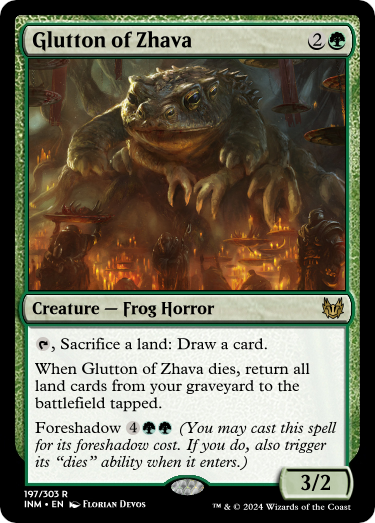 Glutton of Zhava 2
Creature — Frog Horror
, Sacrifice a land: Draw a card.
When Glutton of Zhava dies, return all
land cards from your graveyard to the
battlefield tapped.
Foreshadow 4 (You may cast this spell
for its foreshadow cost. If you do, also trigger
its “dies” ability when it enters.)
3/2
197/303 R
INM • EN Florian Devos
™ & © 2024 Wizards of the Coast